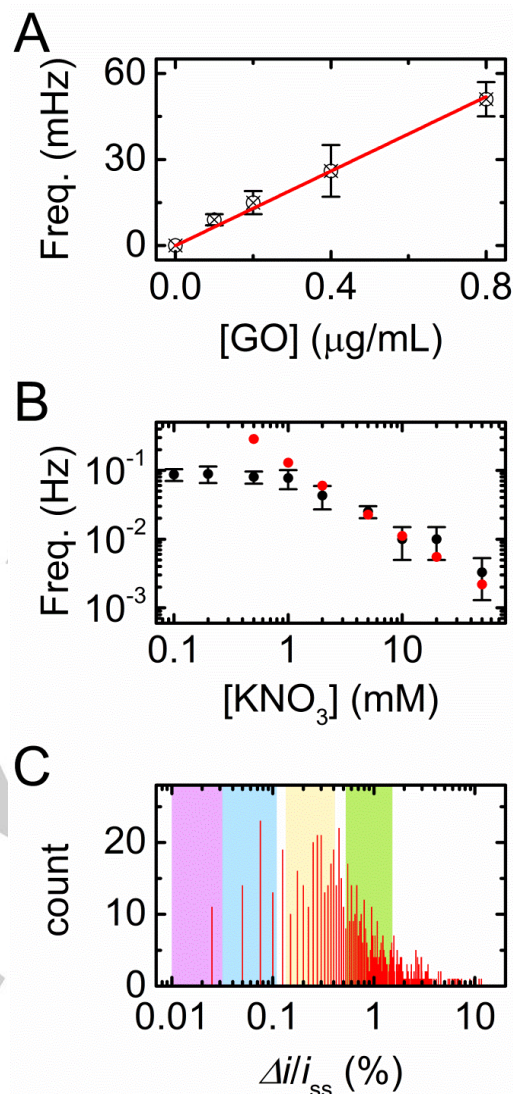 A
Freq. (mHz)
60
30
0
0.0 0.4 0.8
[GO] (μg/mL)
B
Freq. (Hz)
10⁻¹
10⁻²
10⁻³
0.1 1 10
[KNO₃] (mM)
C
count
20
10
0
0.01 0.1 1 10
Δi/iss (%)